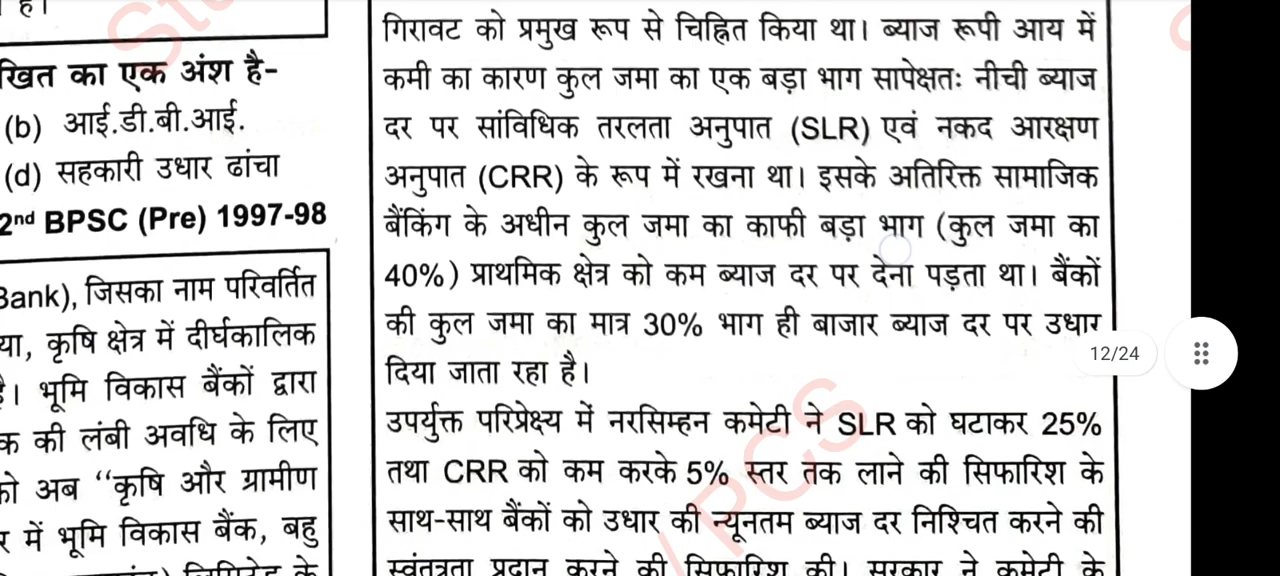 है।
खित का एक अंश है-
(b) आई.डी.बी.आई.
(d) सहकारी उधार ढांचा
2nd BPSC (Pre) 1997-98
Bank), जिसका नाम परिवर्तित
या, कृषि क्षेत्र में दीर्घकालिक
है। भूमि विकास बैंकों द्वारा
क की लंबी अवधि के लिए
को अब “कृषि और ग्रामीण
र में भूमि विकास बैंक, बहु
लिमिटेड के
गिरावट को प्रमुख रूप से चिह्नित किया था। ब्याज रूपी आय में
कमी का कारण कुल जमा का एक बड़ा भाग सापेक्षतः नीची ब्याज
दर पर सांविधिक तरलता अनुपात (SLR) एवं नकद आरक्षण
अनुपात (CRR) के रूप में रखना था। इसके अतिरिक्त सामाजिक
बैंकिंग के अधीन कुल जमा का काफी बड़ा भाग (कुल जमा का
40%) प्राथमिक क्षेत्र को कम ब्याज दर पर देना पड़ता था। बैंकों
की कुल जमा का मात्र 30% भाग ही बाजार ब्याज दर पर उधार
दिया जाता रहा है।
उपर्युक्त परिप्रेक्ष्य में नरसिम्हन कमेटी ने SLR को घटाकर 25%
तथा CRR को कम करके 5% स्तर तक लाने की सिफारिश के
साथ-साथ बैंकों को उधार की न्यूनतम ब्याज दर निश्चित करने की
स्वंतत्रता प्रदान करने की सिफारिश की। सरकार ने कमेटी के
12/24
/ PCS